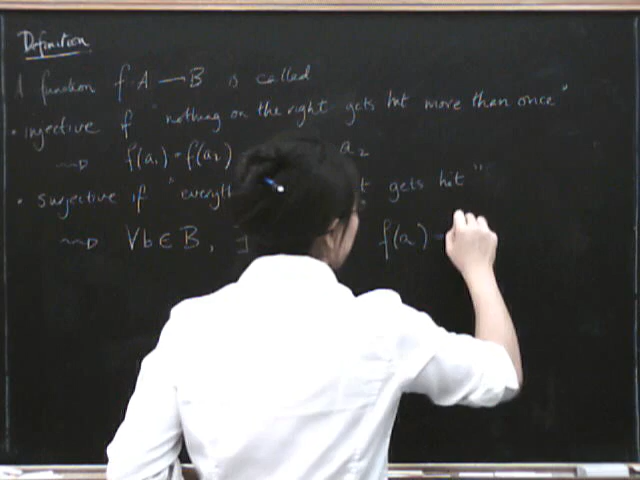 Definition
A function f A → B is called
• injective if "nothing on the right gets hit more than once"
⇝ f(a₁) = f(a₂) a₂
• surjective if "everyth gets hit"
⇝ ∀b ∈ B, ∃ f(a) =